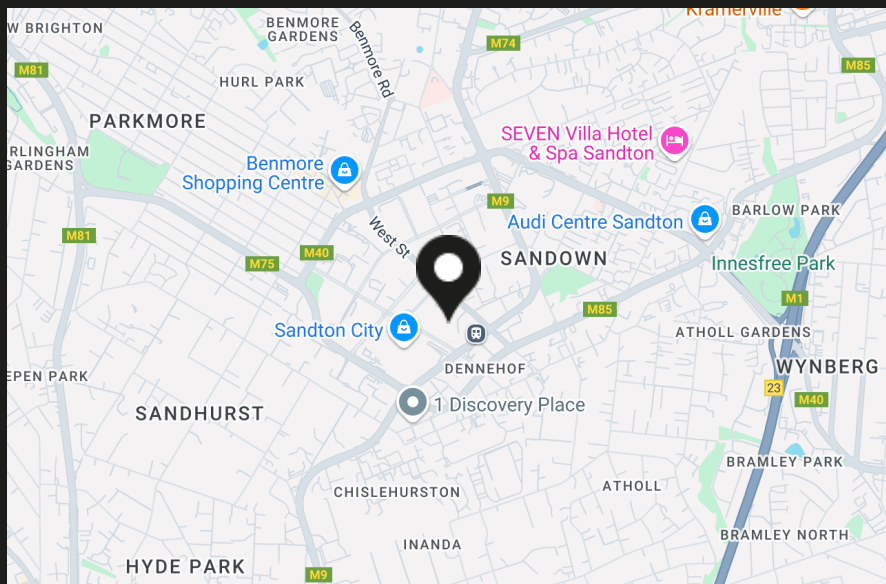 Kramerville
W BRIGHTON
BENMORE
GARDENS
Benmore Rd
M74
M81
M85
HURL PARK
PARKMORE
SEVEN Villa Hotel
& Spa Sandton
RLINGHAM
GARDENS
Benmore
Shopping Centre
M9
BARLOW PARK
Audi Centre Sandton
West St
M81
M40
M75
SANDOWN
Innesfree Park
M1
M85
Sandton City
ATHOLL GARDENS
DENNEHOF
WYNBERG
EPEN PARK
23
M40
1 Discovery Place
SANDHURST
BRAMLEY PARK
CHISLEHURSTON
ATHOLL
BRAMLEY NORTH
INANDA
HYDE PARK
M9